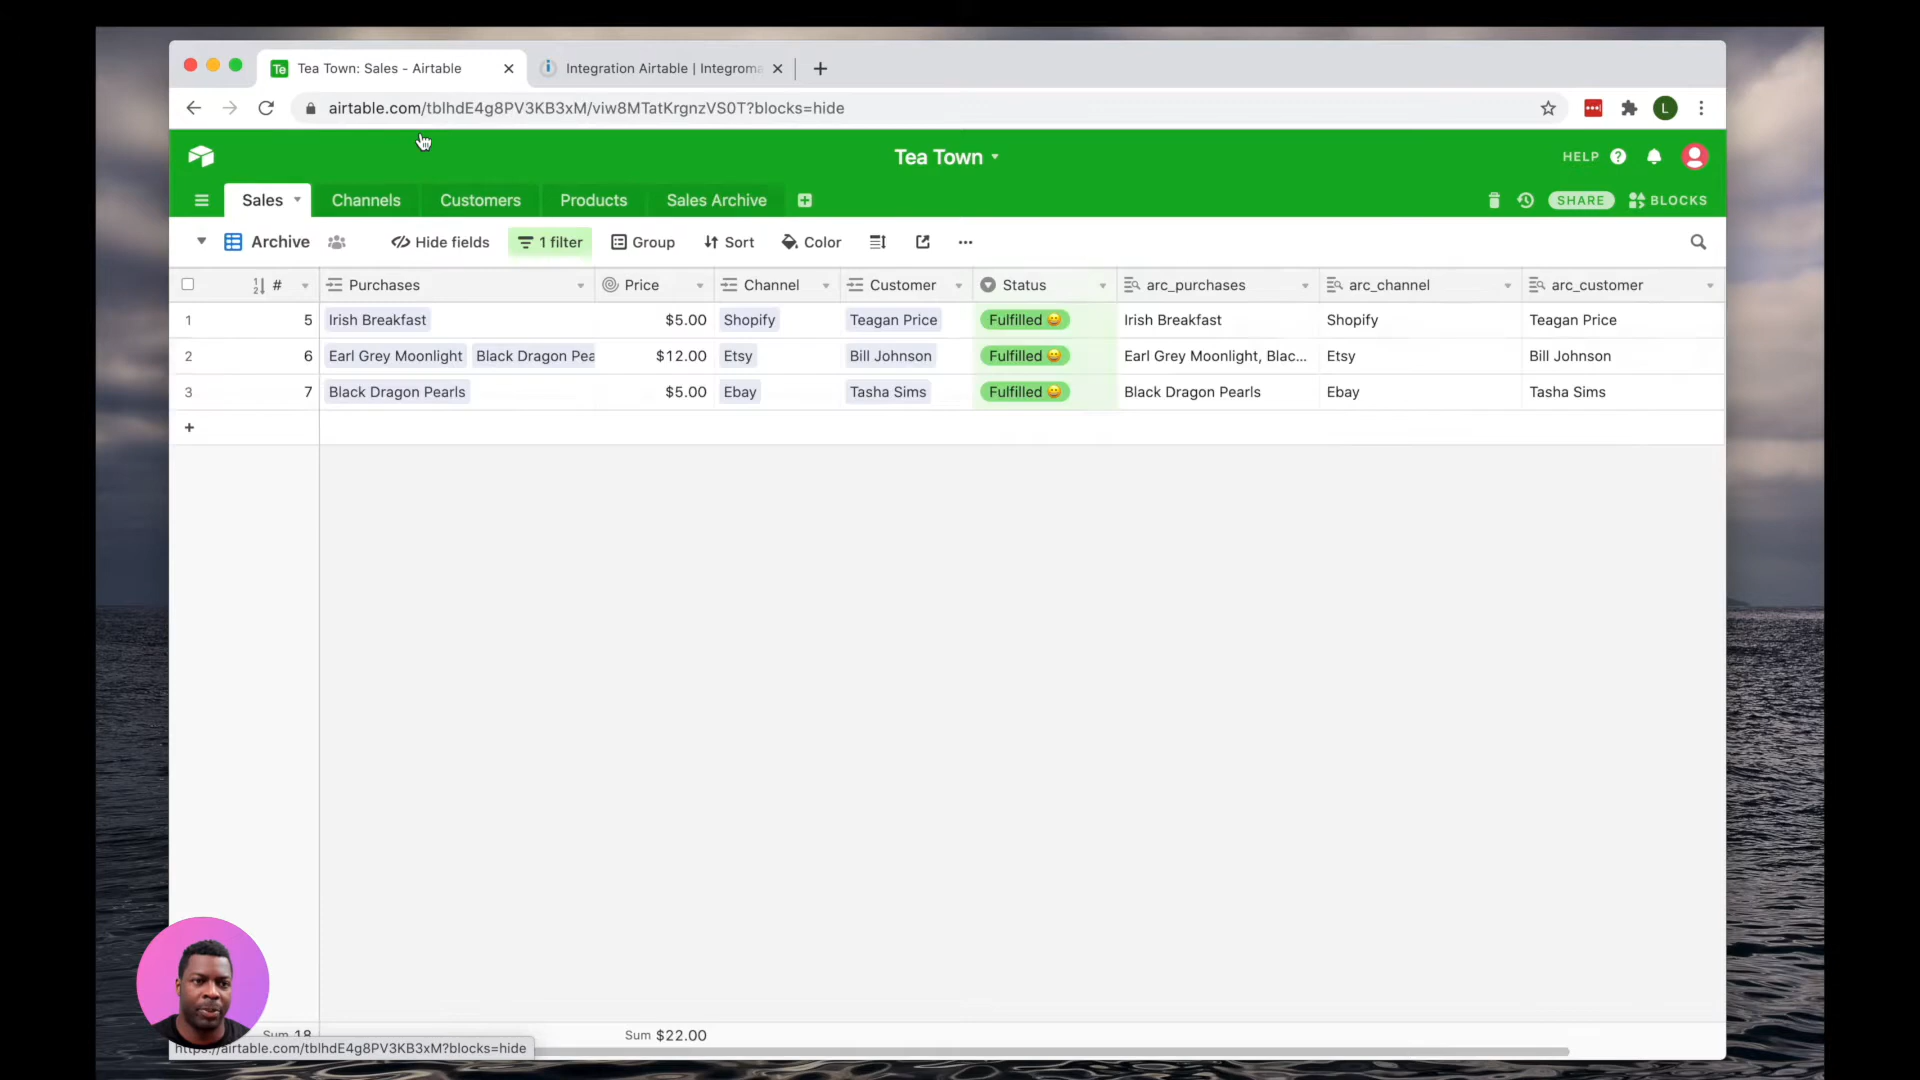 Te Tea Town: Sales - Airtable
Integration Airtable | Integroma
airtable.com/tblhdE4g8PV3KB3xM/viw8MTatKrgnzVS0T?blocks=hide
L
Tea Town
HELP ?
Sales Channels Customers Products Sales Archive SHARE BLOCKS
Archive Hide fields 1 filter Group Sort Color
# Purchases Price Channel Customer Status arc_purchases arc_channel arc_customer
1 5 Irish Breakfast $5.00 Shopify Teagan Price Fulfilled 😄 Irish Breakfast Shopify Teagan Price
2 6 Earl Grey Moonlight Black Dragon Pea $12.00 Etsy Bill Johnson Fulfilled 😄 Earl Grey Moonlight, Blac... Etsy Bill Johnson
3 7 Black Dragon Pearls $5.00 Ebay Tasha Sims Fulfilled 😄 Black Dragon Pearls Ebay Tasha Sims
+
Sum 18 Sum $22.00
https://airtable.com/tblhdE4g8PV3KB3xM?blocks=hide